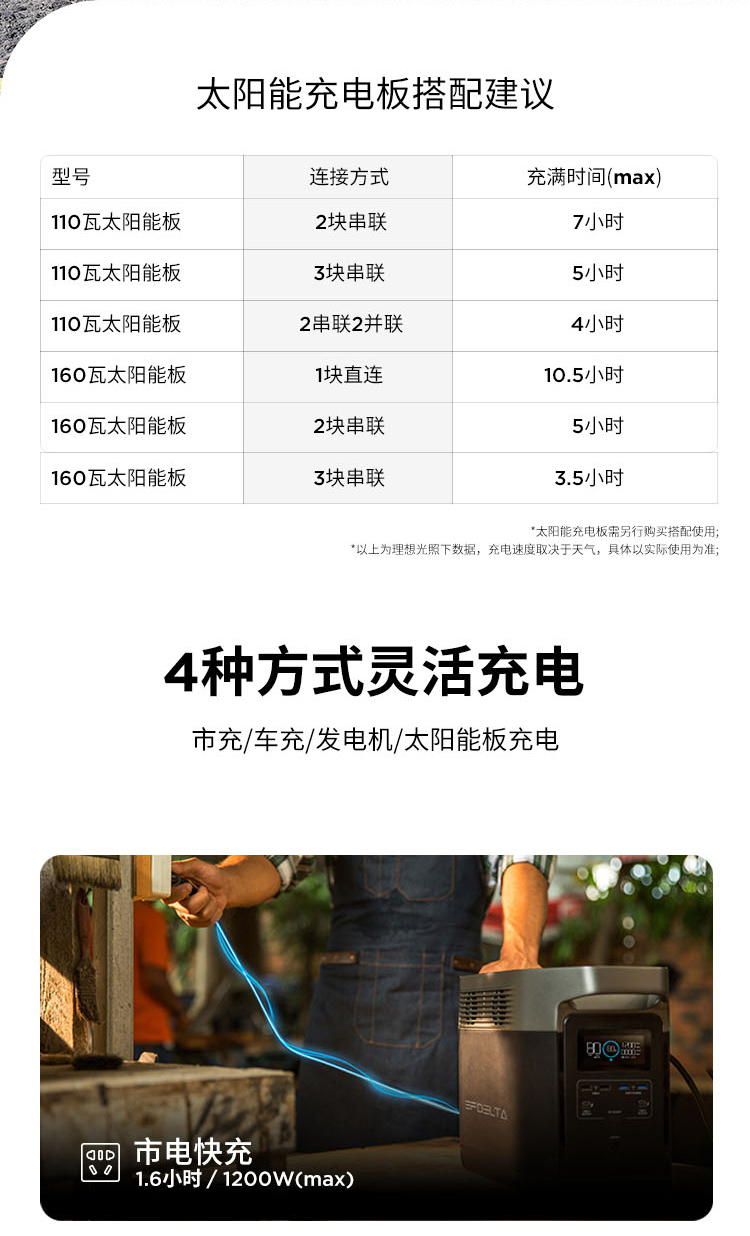 太阳能充电板搭配建议
型号 连接方式 充满时间(max)
110瓦太阳能板 2块串联 7小时
110瓦太阳能板 3块串联 5小时
110瓦太阳能板 2串联2并联 4小时
160瓦太阳能板 1块直连 10.5小时
160瓦太阳能板 2块串联 5小时
160瓦太阳能板 3块串联 3.5小时
*太阳能充电板需另行购买搭配使用;
*以上为理想光照下数据，充电速度取决于天气，具体以实际使用为准;
4种方式灵活充电
市充/车充/发电机/太阳能板充电
EFDELTA
市电快充
1.6小时 / 1200W(max)